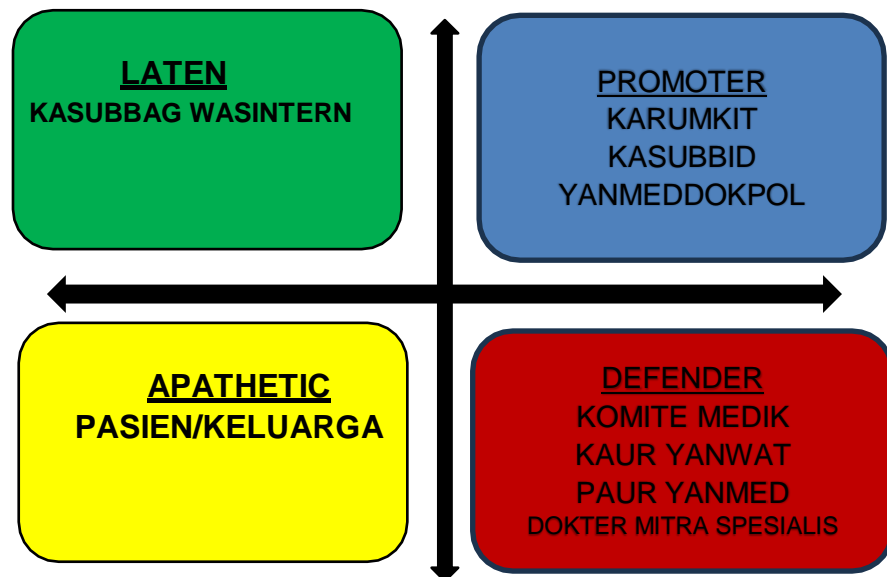 LATEN
KASUBBAG WASINTERN
PROMOTER
KARUMKIT
KASUBBID
YANMEDDOKPOL
APATHETIC
PASIEN/KELUARGA
DEFENDER
KOMITE MEDIK
KAUR YANWAT
PAUR YANMED
DOKTER MITRA SPESIALIS